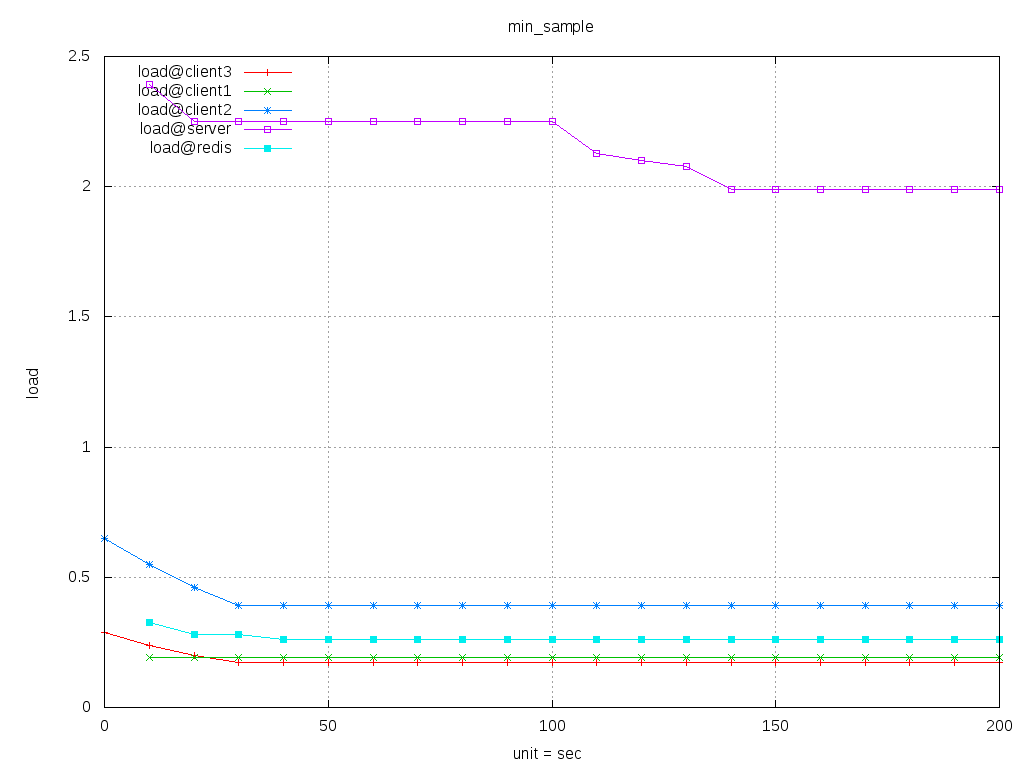 min_sample
2.5
load@client3
load@client1
load@client2
load@server
load@redis
2
1.5
load
1
0.5
0
0 50 100 150 200
unit = sec